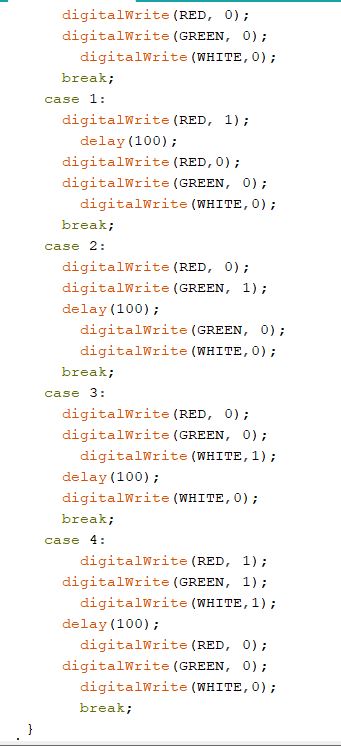 digitalWrite(RED, 0);
digitalWrite(GREEN, 0);
digitalWrite(WHITE,0);
break;
case 1:
digitalWrite(RED, 1);
delay(100);
digitalWrite(RED,0);
digitalWrite(GREEN, 0);
digitalWrite(WHITE,0);
break;
case 2:
digitalWrite(RED, 0);
digitalWrite(GREEN, 1);
delay(100);
digitalWrite(GREEN, 0);
digitalWrite(WHITE,0);
break;
case 3:
digitalWrite(RED, 0);
digitalWrite(GREEN, 0);
digitalWrite(WHITE,1);
delay(100);
digitalWrite(WHITE,0);
break;
case 4:
digitalWrite(RED, 1);
digitalWrite(GREEN, 1);
digitalWrite(WHITE,1);
delay(100);
digitalWrite(RED, 0);
digitalWrite(GREEN, 0);
digitalWrite(WHITE,0);
break;
}